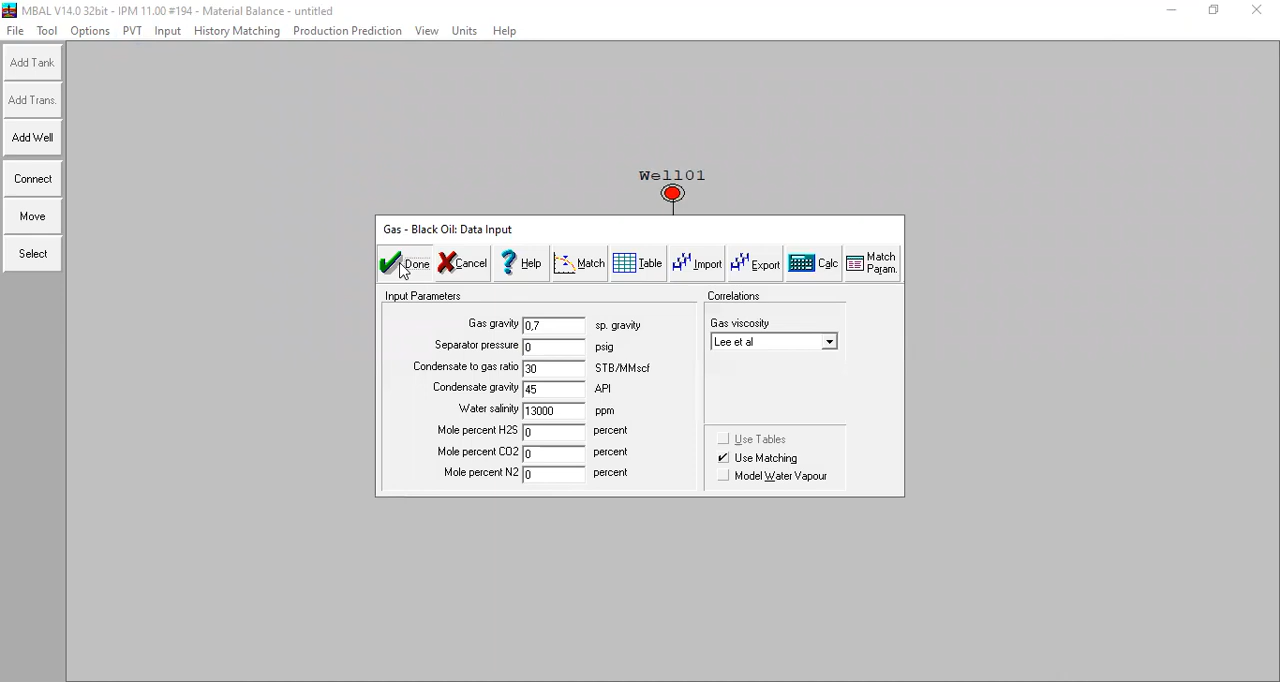 MBAL V14.0 32bit - IPM 11.00 #194 - Material Balance - untitled
File Tool Options PVT Input History Matching Production Prediction View Units Help
Add Tank
Add Trans.
Add Well
Connect
Move
Select
Well01
Gas - Black Oil: Data Input
Done Cancel Help Match Table Import Export Calc Match Param.
Input Parameters
Gas gravity 0,7 sp. gravity
Separator pressure 0 psig
Condensate to gas ratio 30 STB/MMscf
Condensate gravity 45 API
Water salinity 13000 ppm
Mole percent H2S 0 percent
Mole percent CO2 0 percent
Mole percent N2 0 percent
Correlations
Gas viscosity
Lee et al
Use Tables
Use Matching
Model Water Vapour